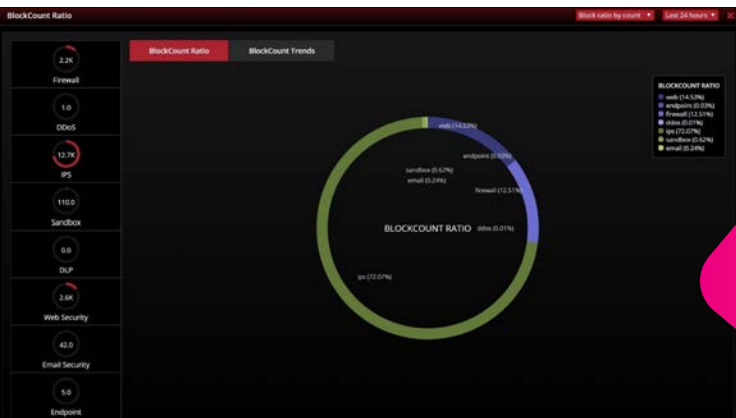 BlockCount Ratio
Block ratio by count
Last 24 hours
2.2K
Firewall
1.0
DDoS
12.7K
IPS
110.0
Sandbox
0.0
DLP
2.6K
Web Security
42.0
Email Security
5.0
Endpoint
BlockCount Ratio
BlockCount Trends
web (14.53%)
endpoint (0.03%)
sandbox (0.62%)
email (0.24%)
firewall (12.51%)
BLOCKCOUNT RATIO
ddos (0.01%)
ips (72.07%)
BLOCKCOUNT RATIO
web (14.53%)
endpoint (0.03%)
firewall (12.51%)
ddos (0.01%)
ips (72.07%)
sandbox (0.62%)
email (0.24%)